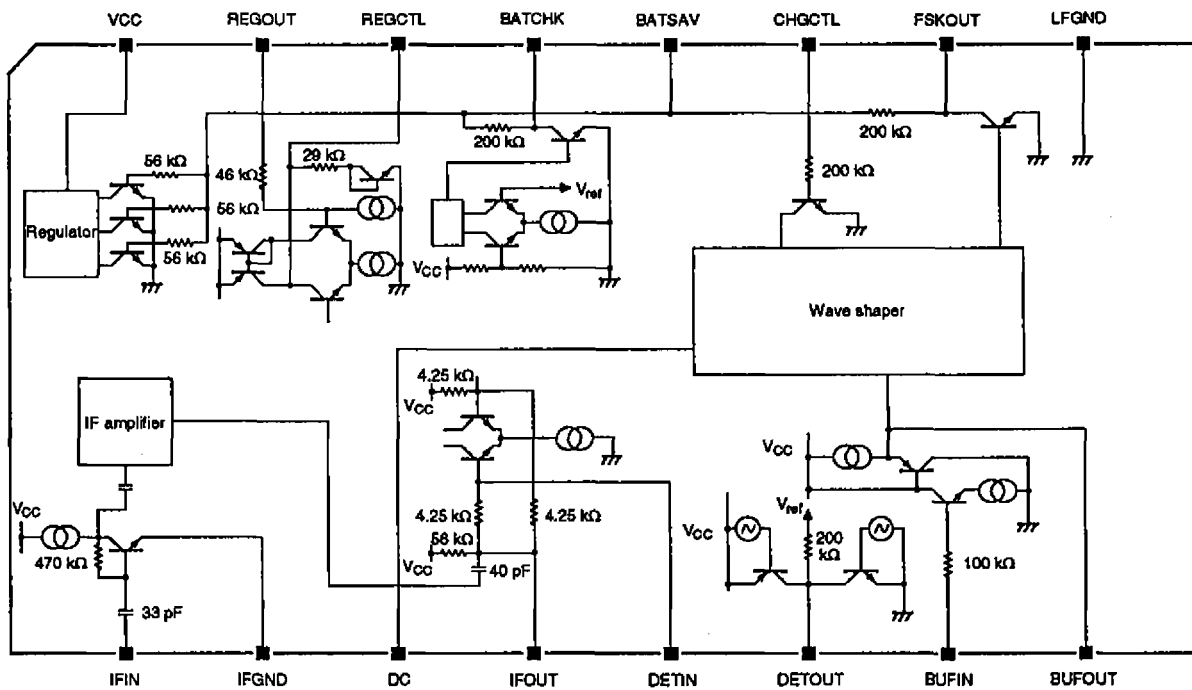 VCC REGOUT REGCTL BATCHK BATSAV CHGCTL FSKOUT LFGND
56 kΩ
46 kΩ
29 kΩ
200 kΩ
200 kΩ
200 kΩ
Vref
56 kΩ
Regulator
56 kΩ
VCC
Wave shaper
4.25 kΩ
VCC
IF amplifier
VCC
Vref
VCC
4.25 kΩ
4.25 kΩ
VCC
200 kΩ
470 kΩ
56 kΩ
VCC
40 pF
100 kΩ
33 pF
IFIN IFGND DC IFOUT DETIN DETOUT BUFIN BUFOUT